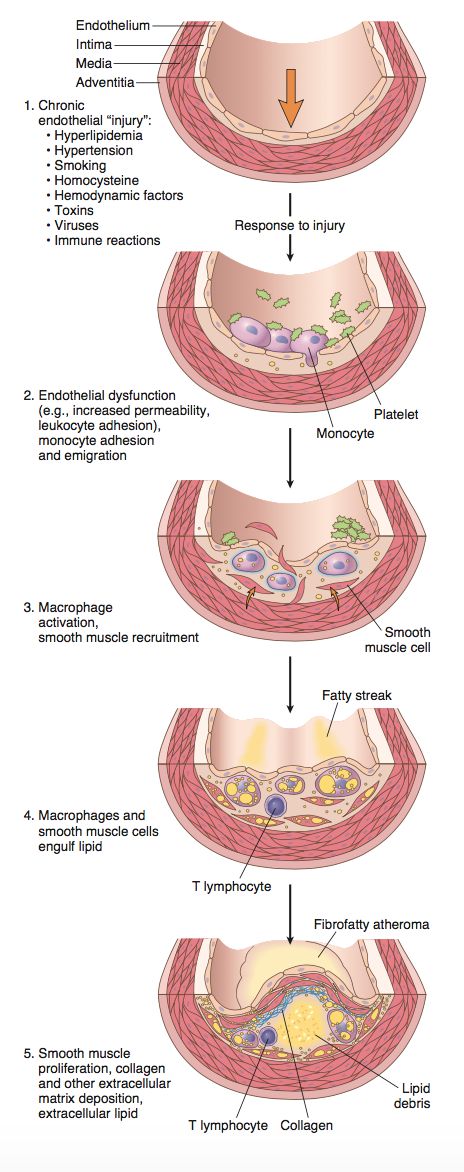 Endothelium
Intima
Media
Adventitia
1. Chronic
endothelial “injury”:
• Hyperlipidemia
• Hypertension
• Smoking
• Homocysteine
• Hemodynamic factors
• Toxins
• Viruses
• Immune reactions
Response to injury
2. Endothelial dysfunction
(e.g., increased permeability,
leukocyte adhesion),
monocyte adhesion
and emigration
Platelet
Monocyte
3. Macrophage
activation,
smooth muscle recruitment
Smooth
muscle cell
Fatty streak
4. Macrophages and
smooth muscle cells
engulf lipid
T lymphocyte
Fibrofatty atheroma
5. Smooth muscle
proliferation, collagen
and other extracellular
matrix deposition,
extracellular lipid
Lipid
debris
T lymphocyte
Collagen